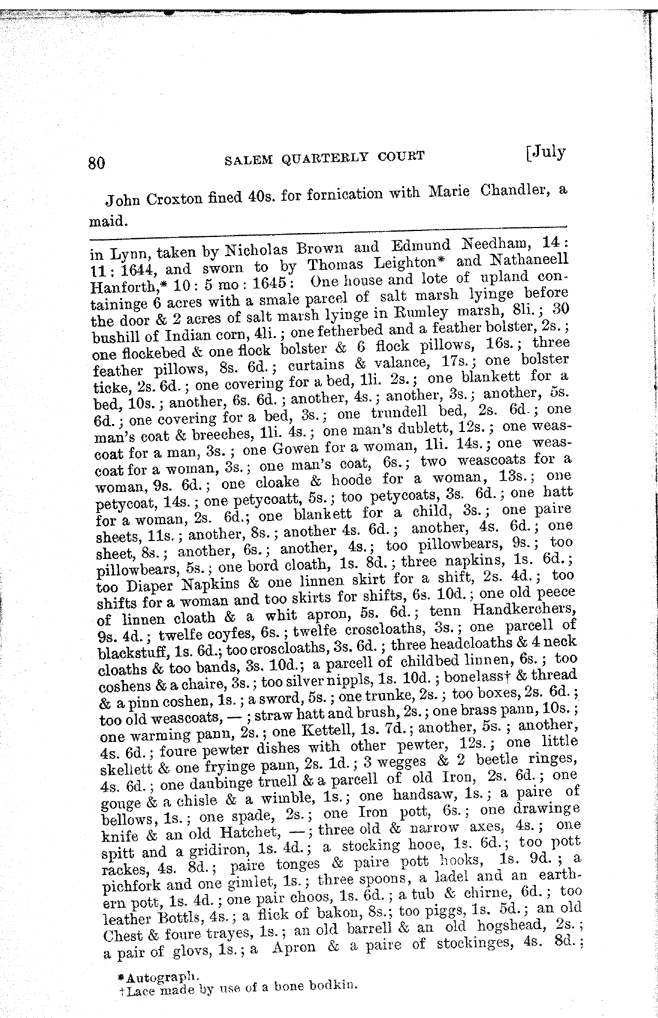 80 SALEM QUARTERLY COURT [July
John Croxton fined 40s. for fornication with Marie Chandler, a
maid.
in Lynn, taken by Nicholas Brown and Edmund Needham, 14 :
11 : 1644, and sworn to by Thomas Leighton* and Nathaneell
Hanforth,* 10 : 5 mo : 1645 : One house and lote of upland con-
taininge 6 acres with a smale parcel of salt marsh lyinge before
the door & 2 acres of salt marsh lyinge in Rumley marsh, 8li. ; 30
bushill of Indian corn, 4li. ; one fetherbed and a feather bolster, 2s. ;
one flockebed & one flock bolster & 6 flock pillows, 16s. ; three
feather pillows, 8s. 6d. ; curtains & valance, 17s. ; one bolster
ticke, 2s. 6d. ; one covering for a bed, 1li. 2s. ; one blankett for a
bed, 10s. ; another, 6s. 6d. ; another, 4s. ; another, 3s. ; another, 5s.
6d. ; one covering for a bed, 3s. ; one trundell bed, 2s. 6d. ; one
man's coat & breeches, 1li. 4s. ; one man's dublett, 12s. ; one weas-
coat for a man, 3s. ; one Gowen for a woman, 1li. 14s. ; one weas-
coat for a woman, 3s. ; one man's coat, 6s. ; two weascoats for a
woman, 9s. 6d. ; one cloake & hoode for a woman, 13s. ; one
petycoat, 14s. ; one petycoatt, 5s. ; too petycoats, 3s. 6d. ; one hatt
for a woman, 2s. 6d.; one blankett for a child, 3s. ; one paire
sheets, 11s. ; another, 8s. ; another 4s. 6d. ; another, 4s. 6d. ; one
sheet, 8s. ; another, 6s. ; another, 4s. ; too pillowbears, 9s. ; too
pillowbears, 5s. ; one bord cloath, 1s. 8d. ; three napkins, 1s. 6d. ;
too Diaper Napkins & one linnen skirt for a shift, 2s. 4d. ; too
shifts for a woman and too skirts for shifts, 6s. 10d. ; one old peece
of linnen cloath & a whit apron, 5s. 6d. ; tenn Handkerchers,
9s. 4d. ; twelfe coyfes, 6s. ; twelfe croscloaths, 3s. ; one parcell of
blackstuff, 1s. 6d.; too croscloaths, 3s. 6d. ; three headcloaths & 4 neck
cloaths & too bands, 3s. 10d.; a parcell of childbed linnen, 6s. ; too
coshens & a chaire, 3s. ; too silver nippls, 1s. 10d. ; bonelass† & thread
& a pinn coshen, 1s. ; a sword, 5s. ; one trunke, 2s. ; too boxes, 2s. 6d. ;
too old weascoats, — ; straw hatt and brush, 2s. ; one brass pann, 10s. ;
one warming pann, 2s. ; one Kettell, 1s. 7d. ; another, 5s. ; another,
4s. 6d. ; foure pewter dishes with other pewter, 12s. ; one little
skellett & one fryinge pann, 2s. 1d. ; 3 wegges & 2 beetle ringes,
4s. 6d. ; one daubinge truell & a parcell of old Iron, 2s. 6d. ; one
gouge & a chisle & a wimble, 1s. ; one handsaw, 1s. ; a paire of
bellows, 1s. ; one spade, 2s. ; one Iron pott, 6s. ; one drawinge
knife & an old Hatchet, — ; three old & narrow axes, 4s. ; one
spitt and a gridiron, 1s. 4d. ; a stocking hooe, 1s. 6d. ; too pott
rackes, 4s. 8d. ; paire tonges & paire pott hooks, 1s. 9d. ; a
pichfork and one gimlet, 1s. ; three spoons, a ladel and an earth-
ern pott, 1s. 4d. ; one pair choos, 1s. 6d. ; a tub & chirne, 6d. ; too
leather Bottls, 4s. ; a flick of bakon, 8s.; too piggs, 1s. 5d. ; an old
Chest & foure trayes, 1s. ; an old barrell & an old hogshead, 2s. ;
a pair of glovs, 1s. ; a Apron & a paire of stockinges, 4s. 8d. ;
*Autograph.
†Lace made by use of a bone bodkin.